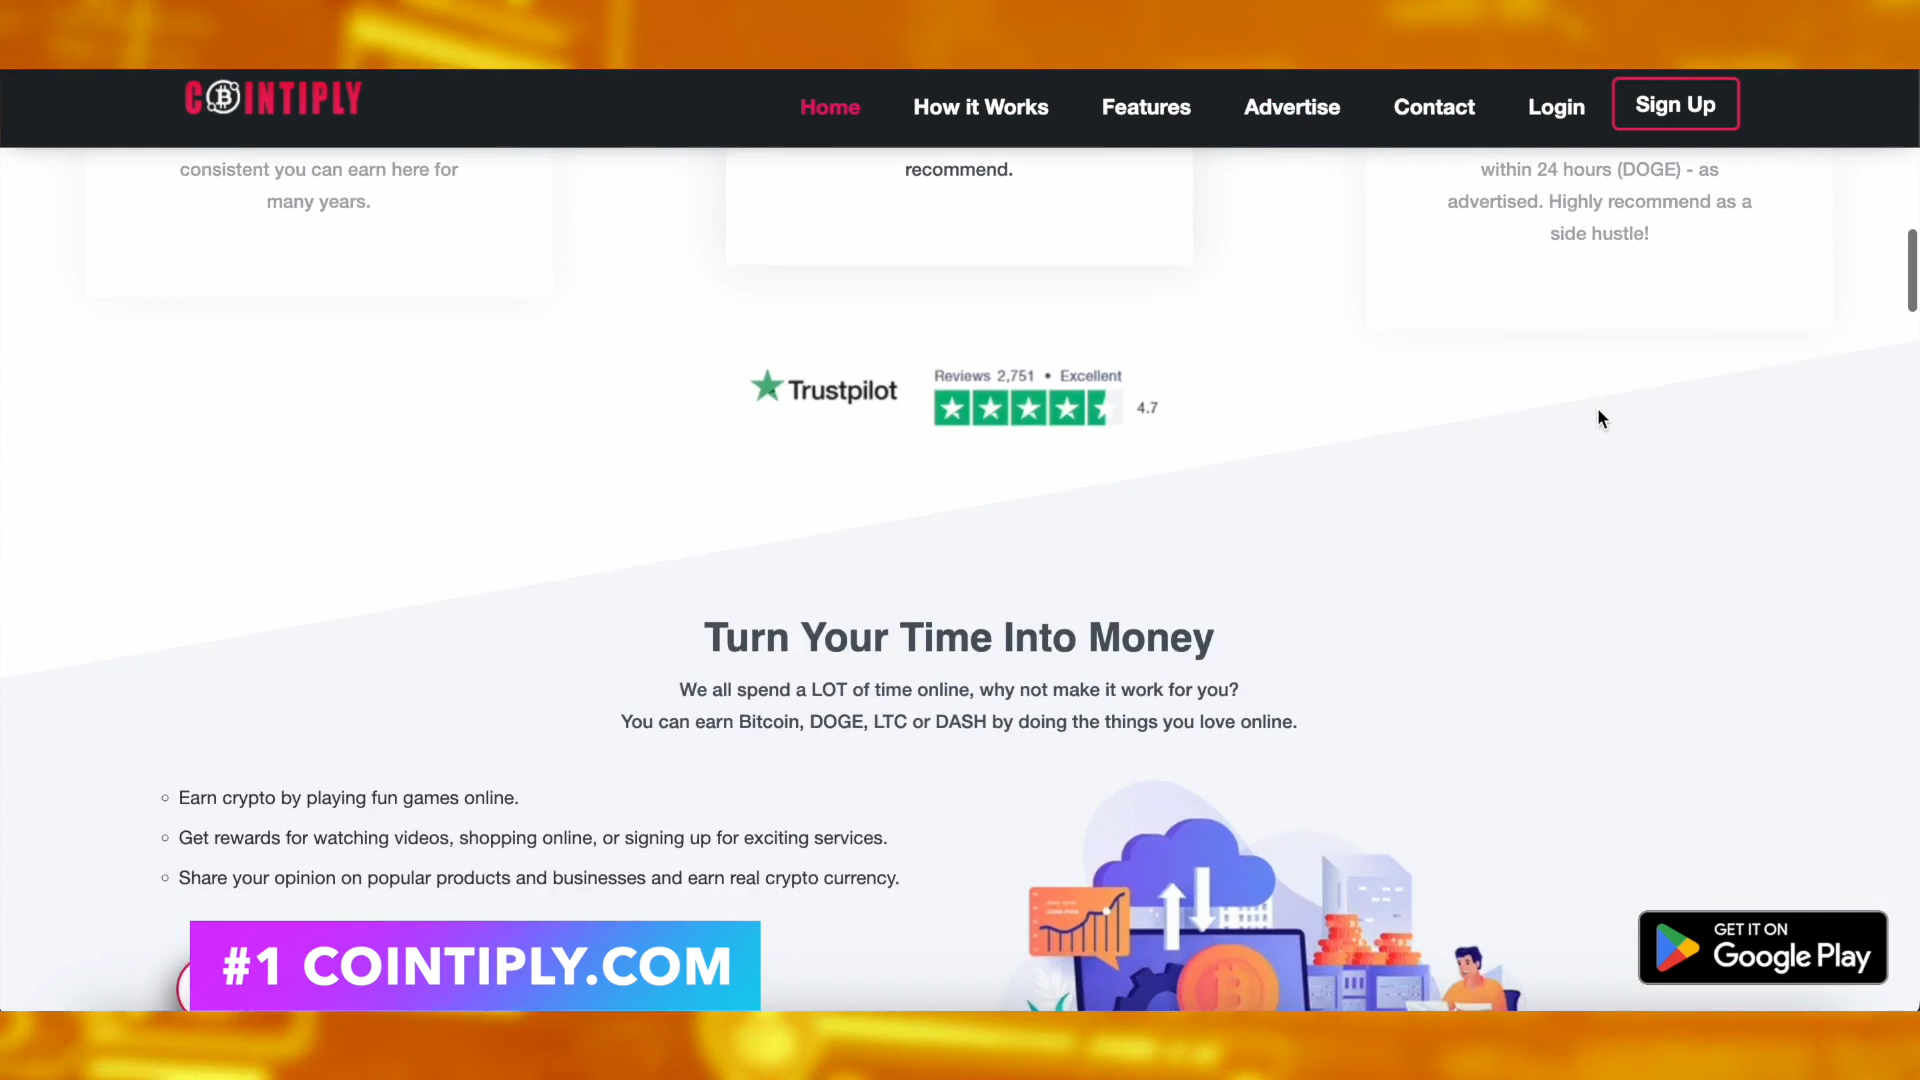 COINTIPLY
Home How it Works Features Advertise Contact Login Sign Up
consistent you can earn here for
many years.
recommend.
within 24 hours (DOGE) - as
advertised. Highly recommend as a
side hustle!
Trustpilot
Reviews 2,751 • Excellent
4.7
Turn Your Time Into Money
We all spend a LOT of time online, why not make it work for you?
You can earn Bitcoin, DOGE, LTC or DASH by doing the things you love online.
Earn crypto by playing fun games online.
Get rewards for watching videos, shopping online, or signing up for exciting services.
Share your opinion on popular products and businesses and earn real crypto currency.
#1 COINTIPLY.COM
GET IT ON
Google Play